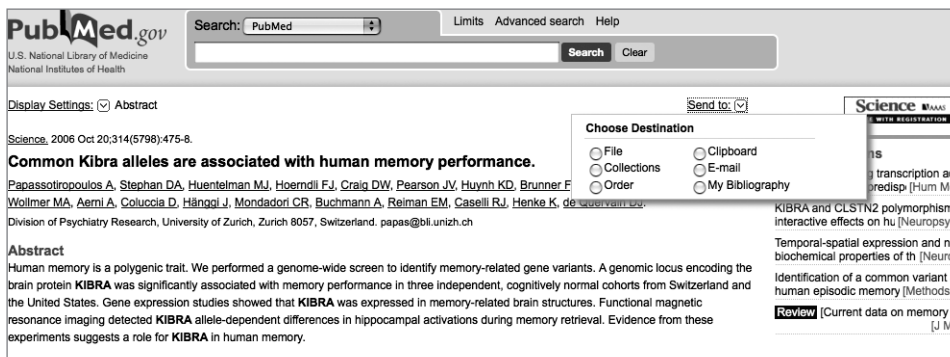 PubMed.gov
U.S. National Library of Medicine
National Institutes of Health
Search: PubMed
Limits Advanced search Help
Search Clear
Display Settings: Abstract
Send to:
Choose Destination
File Clipboard
Collections E-mail
Order My Bibliography
Science. 2006 Oct 20;314(5798):475-8.
Common Kibra alleles are associated with human memory performance.
Papassotiropoulos A, Stephan DA, Huentelman MJ, Hoerndli FJ, Craig DW, Pearson JV, Huynh KD, Brunner F
Wollmer MA, Aerni A, Coluccia D, Hänggi J, Mondadori CR, Buchmann A, Reiman EM, Caselli RJ, Henke K, de Quervain DJ.
Division of Psychiatry Research, University of Zurich, Zurich 8057, Switzerland. papas@bli.unizh.ch
Abstract
Human memory is a polygenic trait. We performed a genome-wide screen to identify memory-related gene variants. A genomic locus encoding the
brain protein KIBRA was significantly associated with memory performance in three independent, cognitively normal cohorts from Switzerland and
the United States. Gene expression studies showed that KIBRA was expressed in memory-related brain structures. Functional magnetic
resonance imaging detected KIBRA allele-dependent differences in hippocampal activations during memory retrieval. Evidence from these
experiments suggests a role for KIBRA in human memory.
Science AAAS
WITH REGISTRATION
ns
g transcription ac
oredisp [Hum M
KIBRA and CLSTN2 polymorphism
interactive effects on hu [Neuropsy
Temporal-spatial expression and n
biochemical properties of th [Neuro
Identification of a common variant
human episodic memory [Methods
Review [Current data on memory
[J M